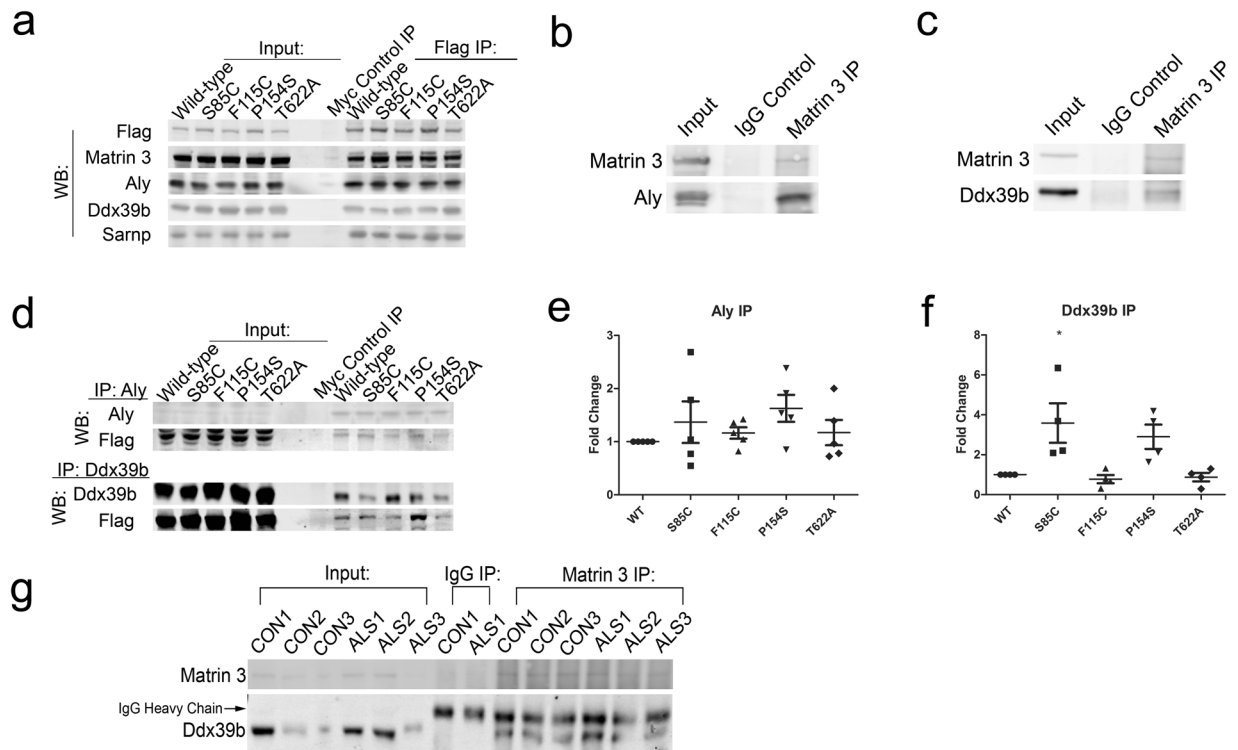 a
Input:
Flag IP:
Wild-type
S85C
F115C
P154S
T622A
Myc Control IP
Wild-type
S85C
F115C
P154S
T622A
WB:
Flag
Matrin 3
Aly
Ddx39b
Sarnp
b
Input
IgG Control
Matrin 3 IP
Matrin 3
Aly
c
Input
IgG Control
Matrin 3 IP
Matrin 3
Ddx39b
d
Input:
IP: Aly
Wild-type
S85C
F115C
P154S
T622A
Myc Control IP
Wild-type
S85C
F115C
P154S
T622A
WB:
Aly
Flag
IP: Ddx39b
WB:
Ddx39b
Flag
e
Aly IP
Fold Change
3
2
1
0
WT
S85C
F115C
P154S
T622A
f
Ddx39b IP
Fold Change
8
6
4
2
0
*
WT
S85C
F115C
P154S
T622A
g
Input:
IgG IP:
Matrin 3 IP:
CON1
CON2
CON3
ALS1
ALS2
ALS3
CON1
ALS1
CON1
CON2
CON3
ALS1
ALS2
ALS3
Matrin 3
IgG Heavy Chain
Ddx39b